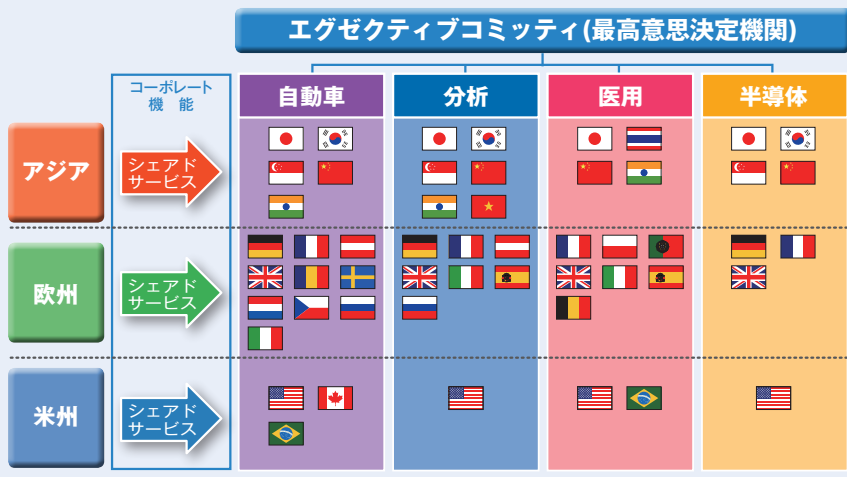 エグゼクティブコミッティ(最高意思決定機関)
コーポレート
機 能
自動車
分析
医用
半導体
アジア
シェアド
サービス
欧州
シェアド
サービス
米州
シェアド
サービス